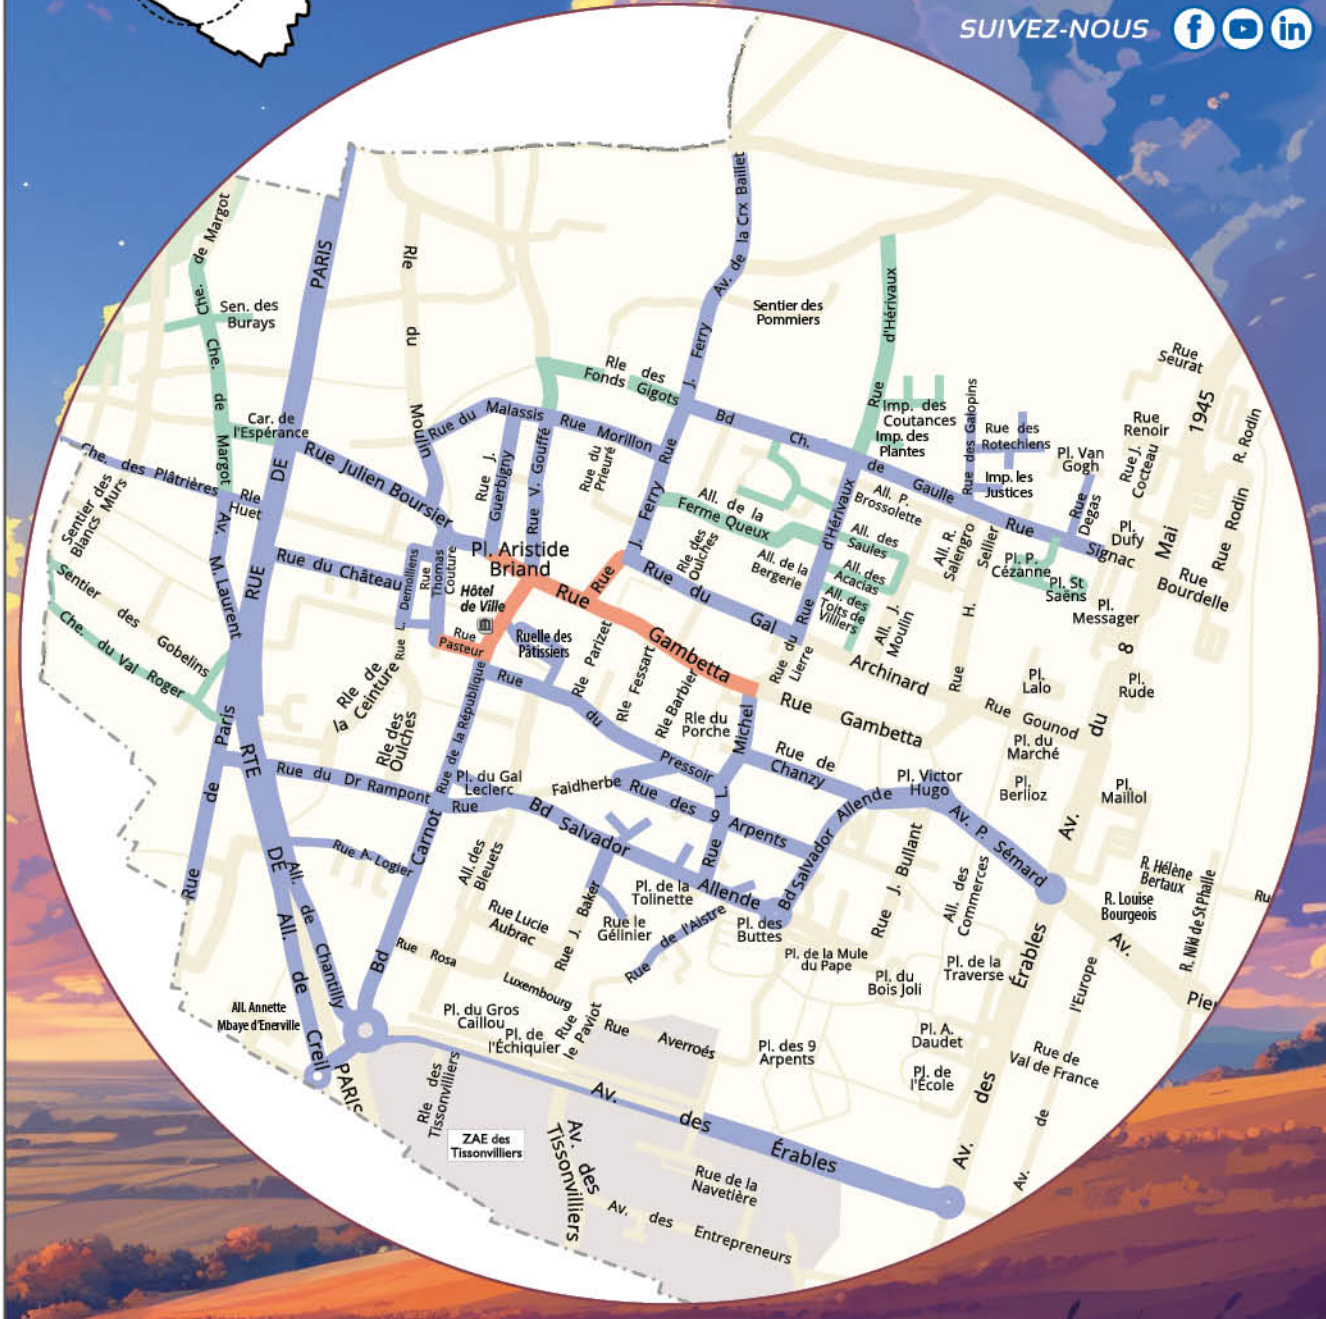 SUIVEZ-NOUS
Che. de Margot
PARIS
Rle du Moulin
Av. de la Crx Baillet
Sen. des
Burays
Sentier des
Pommiers
Rue d'Hérivaux
Che. de Margot
Rle des
Fonds Gigots
Rue J. Ferry
Rue
Seurat
1945
R. Rodin
Car. de
l'Espérance
Rue du Malassis
Rue Morillon
Bd Ch. de Gaulle
Imp. des
Coutances
Imp. des
Plantes
Rue des Galopins
Rue des
Rotechiens
Rue
Renoir
Rue J.
Cocteau
Pl. Van
Gogh
Che. des Plâtrières
Sentier des
Blancs Murs
Rle
Huet
RUE DE
Rue Julien Boursier
Rue J.
Guerbigny
Rue V. Gouffé
Rue du
Prieuré
Imp. les
Justices
Rue
Degas
Rue Rodin
All. P.
Brossolette
All. de la
Ferme Queux
J. Ferry
d'Hérivaux
All. des
Saules
All. R.
Salengro
Rue H. Sellier
Rue Signac
Pl.
Dufy
Mai
Av. M. Laurent
Rue du Château
Rue L. Demolliens
Rue
Thomas
Couture
Pl. Aristide
Briand
Hôtel
de Ville
Rue
Rle des
Oulches
All. de la
Bergerie
All. des
Acacias
All. des
Toits de
Villiers
Pl. P.
Cézanne
Pl. St
Saëns
Rue
Bourdelle
Pl.
Messager
Sentier des Gobelins
Che. du Val Roger
Rue
Pasteur
Ruelle des
Pâtissiers
Rue Gambetta
Rue du Gal Archinard
All. J.
Moulin
Rle de
la Ceinture
Rle des
Oulches
Rle Parizet
Rle Fessart
Rle Barbier
Rle du
Porche
Rue du
Lierre
Rue Gambetta
Pl.
Lalo
8
Pl.
Rude
Rue Gounod
Pl. du
Marché
Av. du
Rue de Paris
RTE DE
Rue de la République
Rue du Pressoir
Rue L. Michel
Rue de
Chanzy
Pl. Victor
Hugo
Pl.
Berlioz
Pl.
Maillol
Rue du Dr Rampont
Pl. du Gal
Leclerc
Rue Faidherbe
Rue des 9 Arpents
Bd Salvador Allende
Av. P. Sémard
Rue A. Logier
Bd Carnot
Bd Salvador Allende
All.des
Bleuets
Rue Lucie
Aubrac
Rue J. Baker
Rue le
Géllnier
Pl. de la
Tolinette
Pl. des
Buttes
Rue de l'Aistre
Rue J. Bullant
All. des
Commerces
R. Hélène
Bertaux
R. Louise
Bourgeois
R. Niki de St Phalle
Ru
All. de Chantilly
All. de Creil
Rue Rosa Luxembourg
Pl. de la Mule
du Pape
Pl. du
Bois Joli
Pl. de la
Traverse
Av. des Érables
Av. Pier
All. Annette
Mbaye d'Enerville
Pl. du Gros
Caillou
Pl. de
l'Échiquier
Rue
le Paviot
Rue Averroés
Pl. des 9
Arpents
Pl. A.
Daudet
Pl. de
l'École
Av. de l'Europe
Rue de
Val de France
PARIS
Rle des
Tissonvilliers
ZAE des
Tissonvilliers
Av. des Érables
Av. des
Tissonvilliers
Rue de la
Navetière
Av. des Entrepreneurs